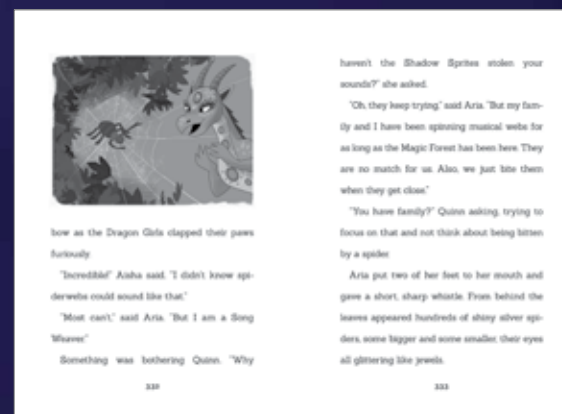 bow as the Dragon Girls clapped their paws
furiously.
"Incredible!" Aisha said. "I didn't know spi-
derwebs could sound like that."
"Most can't," said Aria. "But I am a Song
Weaver."
Something was bothering Quinn. "Why
haven't the Shadow Sprites stolen your
sounds?" she asked.
"Oh, they keep trying," said Aria. "But my fam-
ily and I have been spinning musical webs for
as long as the Magic Forest has been here. They
are no match for us. Also, we just bite them
when they get close."
"You have family?" Quinn asking, trying to
focus on that and not think about being bitten
by a spider.
Aria put two of her feet to her mouth and
gave a short, sharp whistle. From behind the
leaves appeared hundreds of shiny silver spi-
ders, some bigger and some smaller, their eyes
all glittering like jewels.